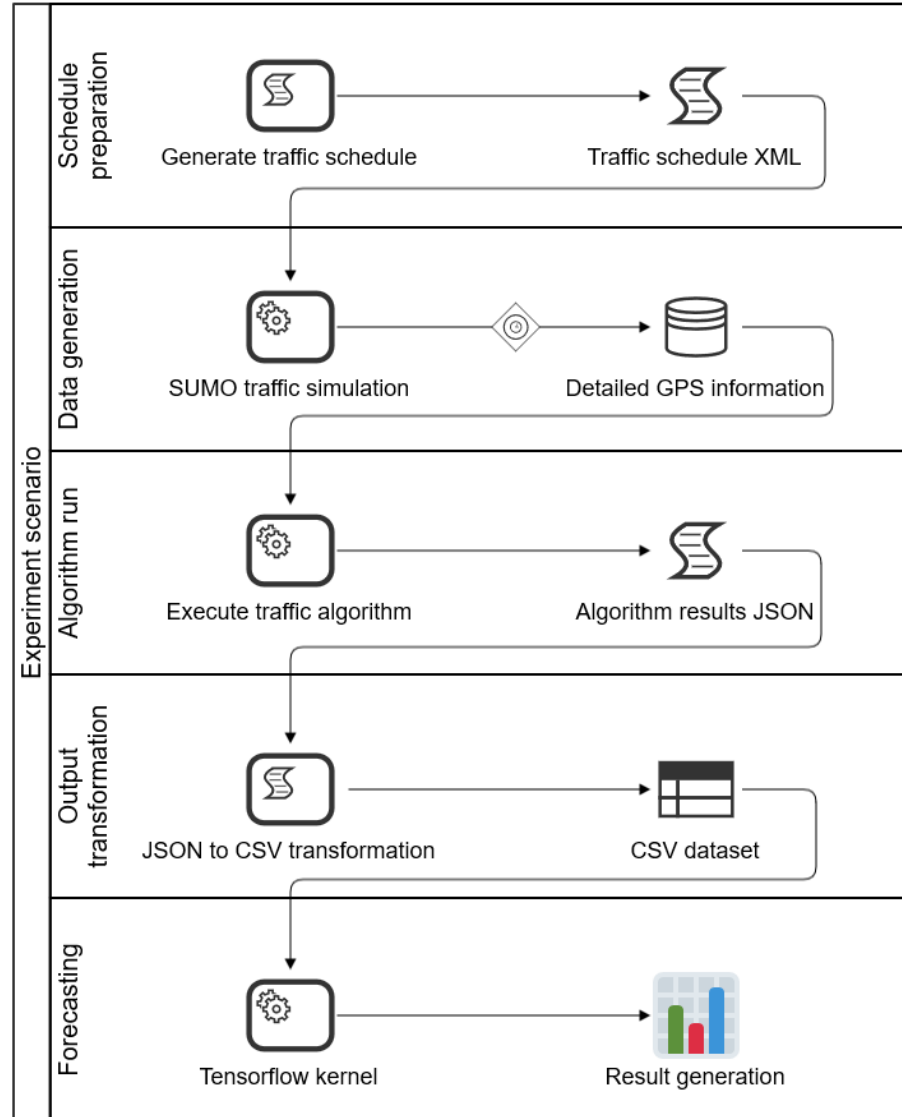 Experiment scenario
Schedule
preparation
Generate traffic schedule
Traffic schedule XML
Data generation
SUMO traffic simulation
Detailed GPS information
Algorithm run
Execute traffic algorithm
Algorithm results JSON
Output
transformation
JSON to CSV transformation
CSV dataset
Forecasting
Tensorflow kernel
Result generation